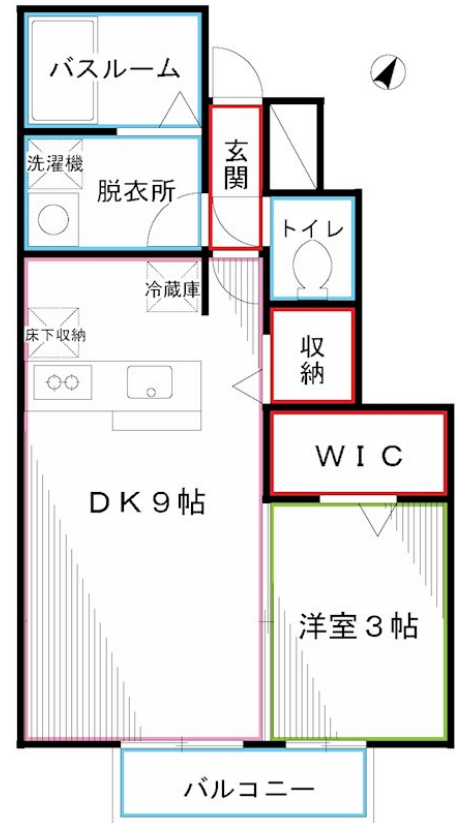 バスルーム
洗濯機
脱衣所
玄関
トイレ
冷蔵庫
床下収納
収納
ＷＩＣ
ＤＫ９帖
洋室３帖
バルコニー